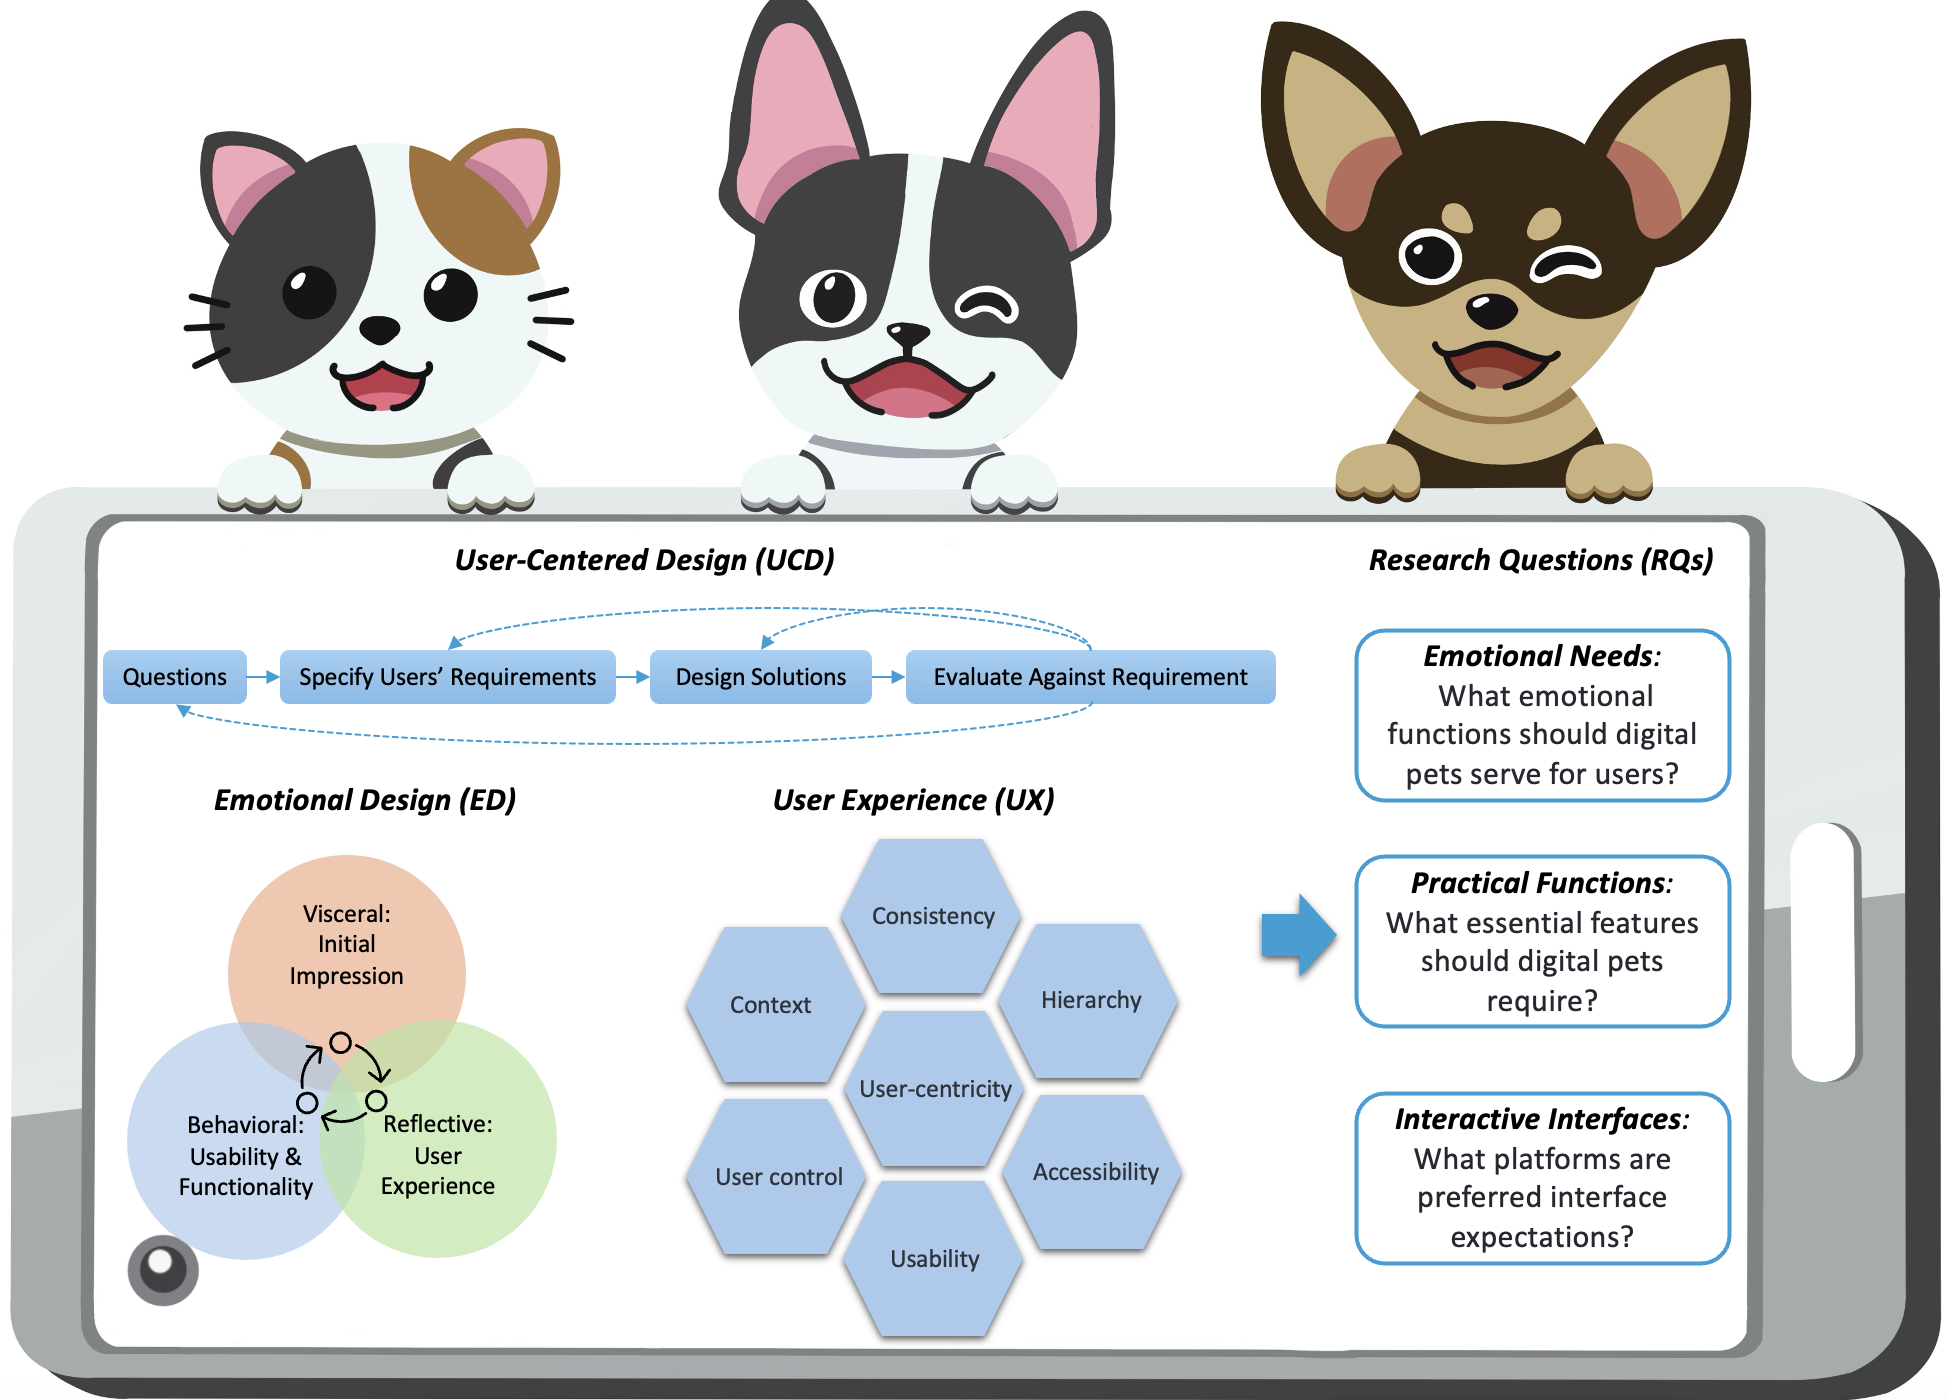 User-Centered Design (UCD)
Questions
Specify Users’ Requirements
Design Solutions
Evaluate Against Requirement
Emotional Design (ED)
Visceral:
Initial
Impression
Behavioral:
Usability &
Functionality
Reflective:
User
Experience
User Experience (UX)
Consistency
Context
Hierarchy
User-centricity
User control
Accessibility
Usability
Research Questions (RQs)
Emotional Needs:
What emotional
functions should digital
pets serve for users?
Practical Functions:
What essential features
should digital pets
require?
Interactive Interfaces:
What platforms are
preferred interface
expectations?